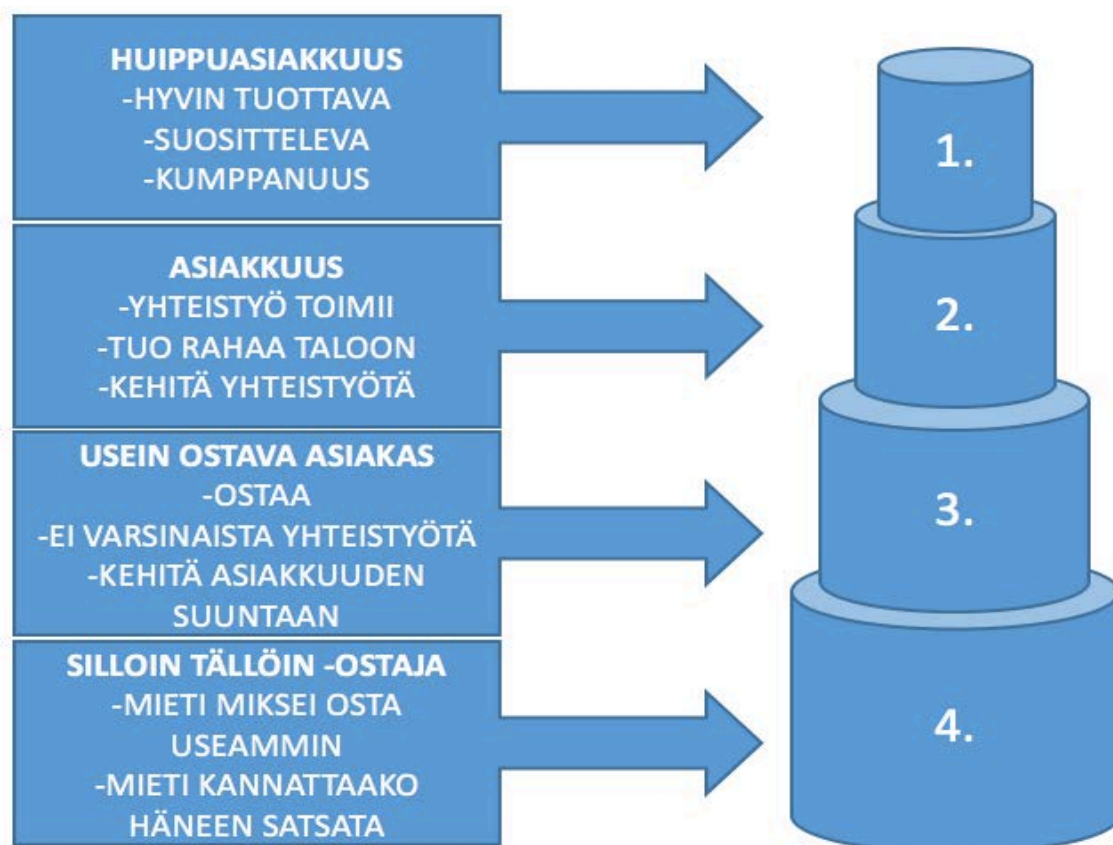 HUIPPUASIAKKUUS
-HYVIN TUOTTAVA
-SUOSITTELEVA
-KUMPPANUUS
1.
ASIAKKUUS
-YHTEISTYÖ TOIMII
-TUO RAHAA TALOON
-KEHITÄ YHTEISTYÖTÄ
2.
USEIN OSTAVA ASIAKAS
-OSTAA
-EI VARSINAISTA YHTEISTYÖTÄ
-KEHITÄ ASIAKKUUDEN
SUUNTAAN
3.
SILLOIN TÄLLÖIN -OSTAJA
-MIETI MIKSEI OSTA
USEAMMIN
-MIETI KANNATTAAKO
HÄNEEN SATSATA
4.